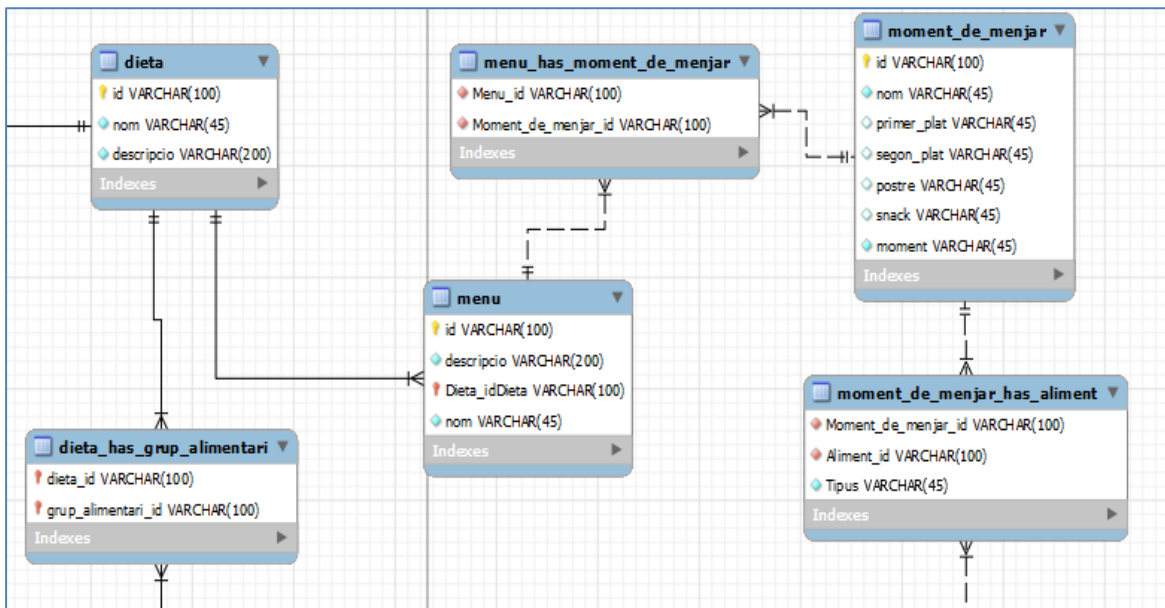 dieta
id VARCHAR(100)
nom VARCHAR(45)
descripcio VARCHAR(200)
Indexes
menu_has_moment_de_menjar
Menu_id VARCHAR(100)
Moment_de_menjar_id VARCHAR(100)
Indexes
moment_de_menjar
id VARCHAR(100)
nom VARCHAR(45)
primer_plat VARCHAR(45)
segon_plat VARCHAR(45)
postre VARCHAR(45)
snack VARCHAR(45)
moment VARCHAR(45)
Indexes
menu
id VARCHAR(100)
descripcio VARCHAR(200)
Dieta_idDieta VARCHAR(100)
nom VARCHAR(45)
Indexes
dieta_has_grup_alimentari
dieta_id VARCHAR(100)
grup_alimentari_id VARCHAR(100)
Indexes
moment_de_menjar_has_aliment
Moment_de_menjar_id VARCHAR(100)
Aliment_id VARCHAR(100)
Tipus VARCHAR(45)
Indexes